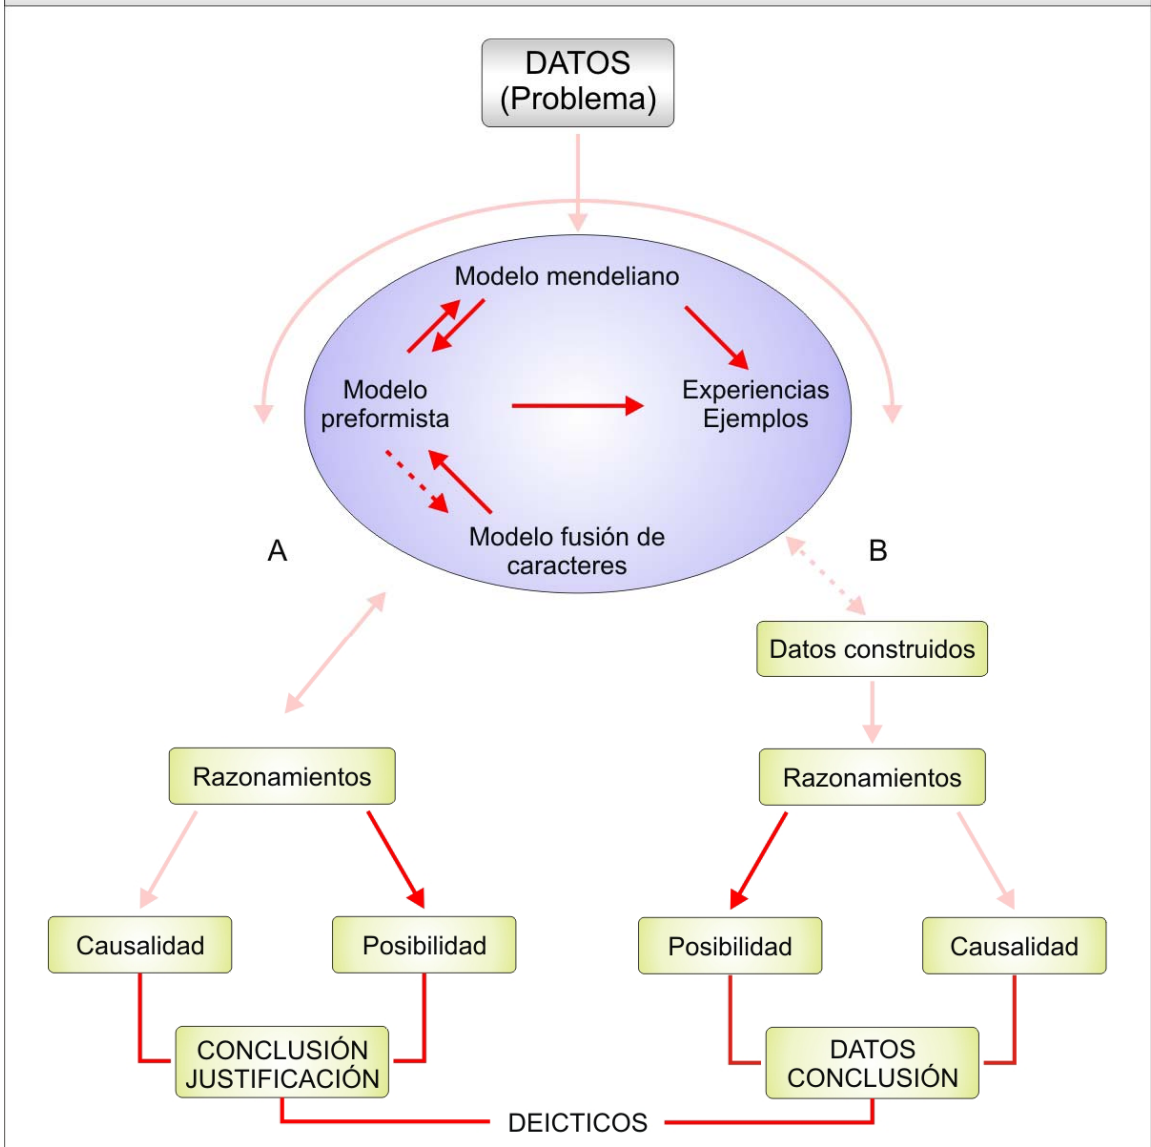 DATOS
(Problema)
Modelo mendeliano
Modelo
preformista
Experiencias
Ejemplos
Modelo fusión de
caracteres
A
B
Datos construidos
Razonamientos
Razonamientos
Causalidad
Posibilidad
Posibilidad
Causalidad
CONCLUSIÓN
JUSTIFICACIÓN
DATOS
CONCLUSIÓN
DEICTICOS